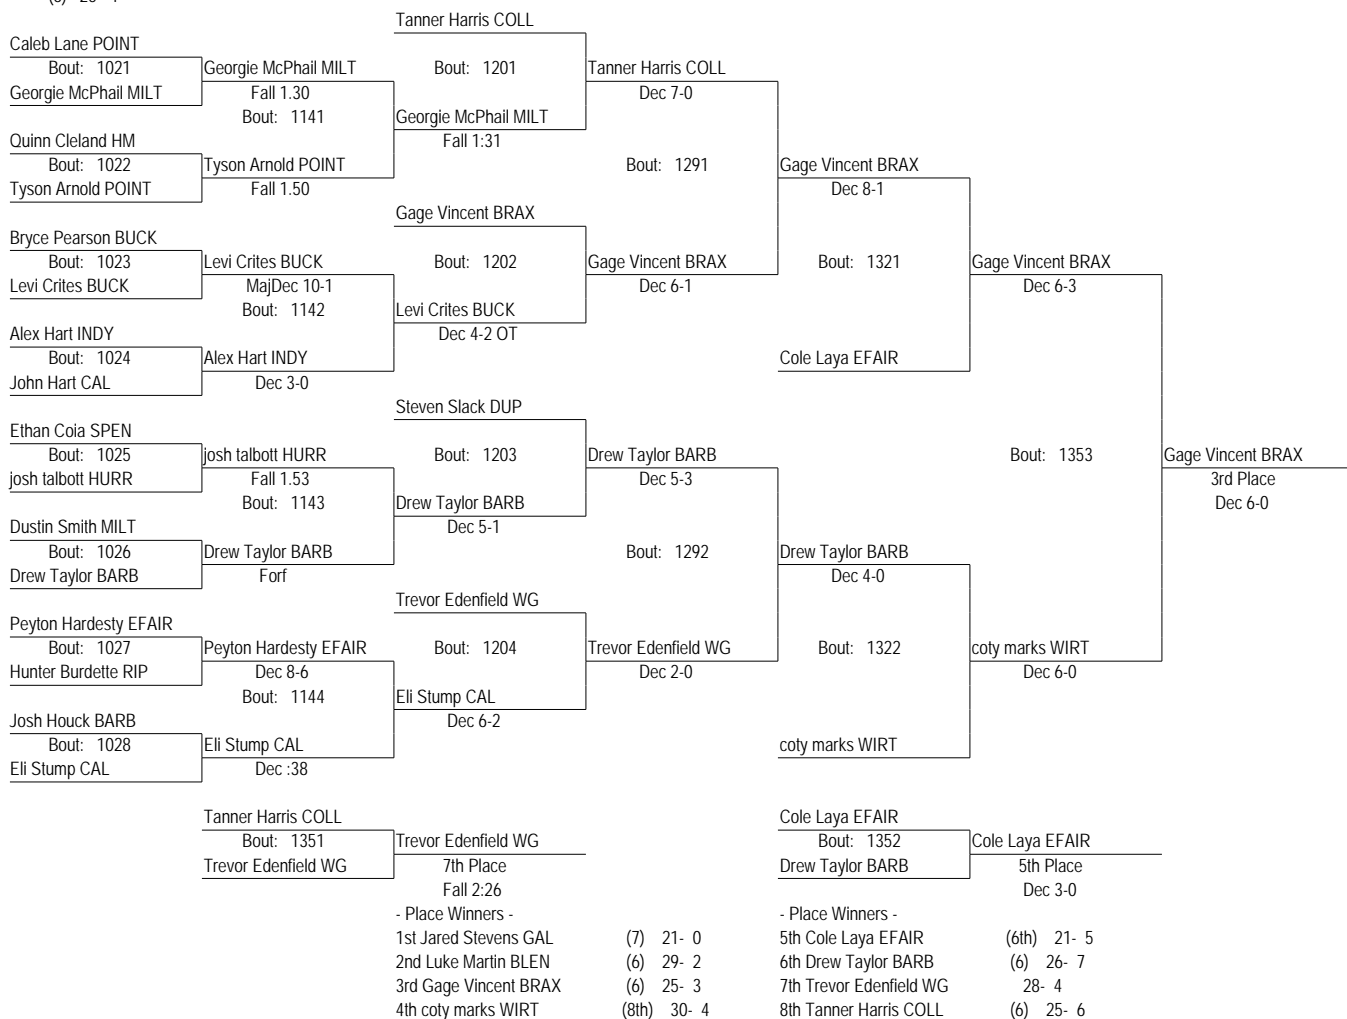 Tanner Harris COLL
Caleb Lane POINT
Bout: 1021 Georgie McPhail MILT Bout: 1201 Tanner Harris COLL
Georgie McPhail MILT Fall 1.30 Dec 7-0
Bout: 1141 Georgie McPhail MILT
Quinn Cleland HM Fall 1:31
Bout: 1022 Tyson Arnold POINT Bout: 1291 Gage Vincent BRAX
Tyson Arnold POINT Fall 1.50 Dec 8-1
Gage Vincent BRAX
Bryce Pearson BUCK
Bout: 1023 Levi Crites BUCK Bout: 1202 Gage Vincent BRAX Bout: 1321 Gage Vincent BRAX
Levi Crites BUCK MajDec 10-1 Dec 6-1 Dec 6-3
Bout: 1142 Levi Crites BUCK
Alex Hart INDY Dec 4-2 OT
Bout: 1024 Alex Hart INDY Cole Laya EFAIR
John Hart CAL Dec 3-0
Steven Slack DUP
Ethan Coia SPEN
Bout: 1025 josh talbott HURR Bout: 1203 Drew Taylor BARB Bout: 1353 Gage Vincent BRAX
josh talbott HURR Fall 1.53 Dec 5-3 3rd Place
Bout: 1143 Drew Taylor BARB Dec 6-0
Dustin Smith MILT Dec 5-1
Bout: 1026 Drew Taylor BARB Bout: 1292 Drew Taylor BARB
Drew Taylor BARB Forf Dec 4-0
Trevor Edenfield WG
Peyton Hardesty EFAIR
Bout: 1027 Peyton Hardesty EFAIR Bout: 1204 Trevor Edenfield WG Bout: 1322 coty marks WIRT
Hunter Burdette RIP Dec 8-6 Dec 2-0 Dec 6-0
Bout: 1144 Eli Stump CAL
Josh Houck BARB Dec 6-2
Bout: 1028 Eli Stump CAL coty marks WIRT
Eli Stump CAL Dec :38
Tanner Harris COLL Cole Laya EFAIR
Bout: 1351 Trevor Edenfield WG Bout: 1352 Cole Laya EFAIR
Trevor Edenfield WG 7th Place Drew Taylor BARB 5th Place
Fall 2:26 Dec 3-0
- Place Winners - - Place Winners -
1st Jared Stevens GAL (7) 21- 0 5th Cole Laya EFAIR (6th) 21- 5
2nd Luke Martin BLEN (6) 29- 2 6th Drew Taylor BARB (6) 26- 7
3rd Gage Vincent BRAX (6) 25- 3 7th Trevor Edenfield WG 28- 4
4th coty marks WIRT (8th) 30- 4 8th Tanner Harris COLL (6) 25- 6